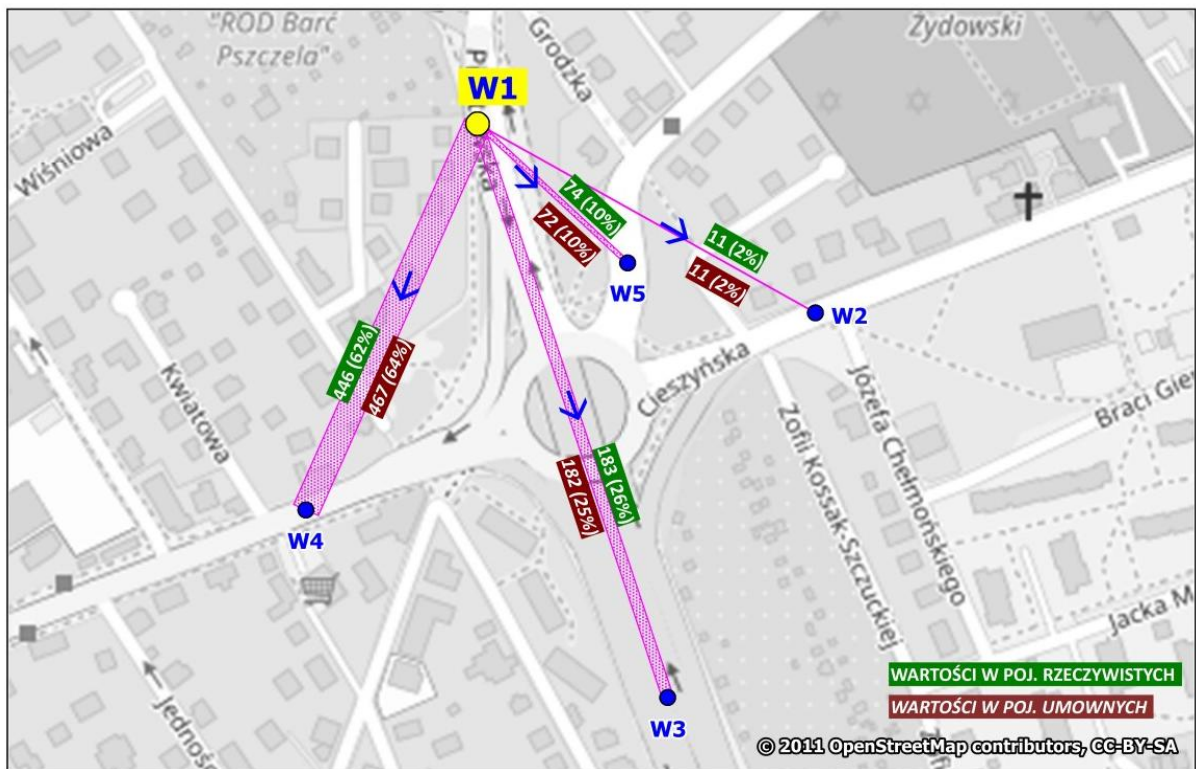 "ROD Barć
Pszczela"
Grodzka
Żydowski
W1
Wiśniowa
74 (10%)
72 (10%)
11 (2%)
11 (2%)
W5
W2
Cieszyńska
446 (62%)
467 (64%)
Kwiatowa
Józefa Chełmońskiego
Braci Gier
Zofii Kossak-Szczuckiej
182 (25%)
183 (26%)
W4
Jacka M
Jedności
W3
WARTOŚCI W POJ. RZECZYWISTYCH
WARTOŚCI W POJ. UMOWNYCH
© 2011 OpenStreetMap contributors, CC-BY-SA